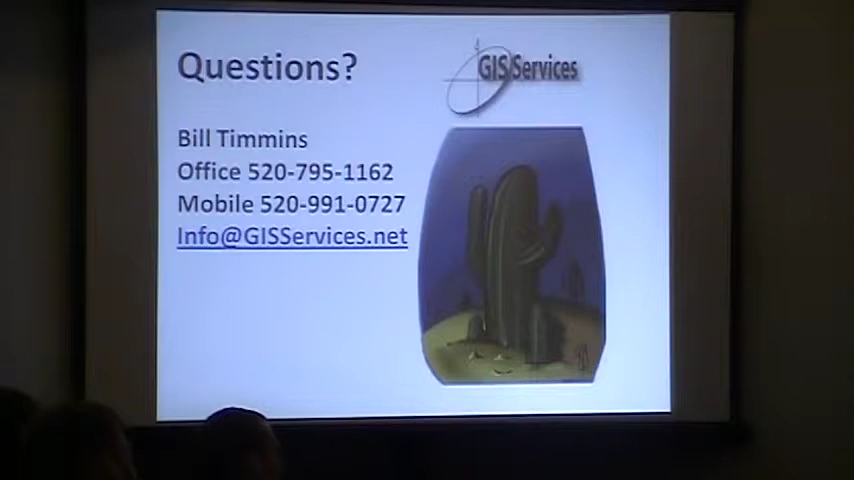 Questions?
GIS Services
Bill Timmins
Office 520-795-1162
Mobile 520-991-0727
Info@GISServices.net